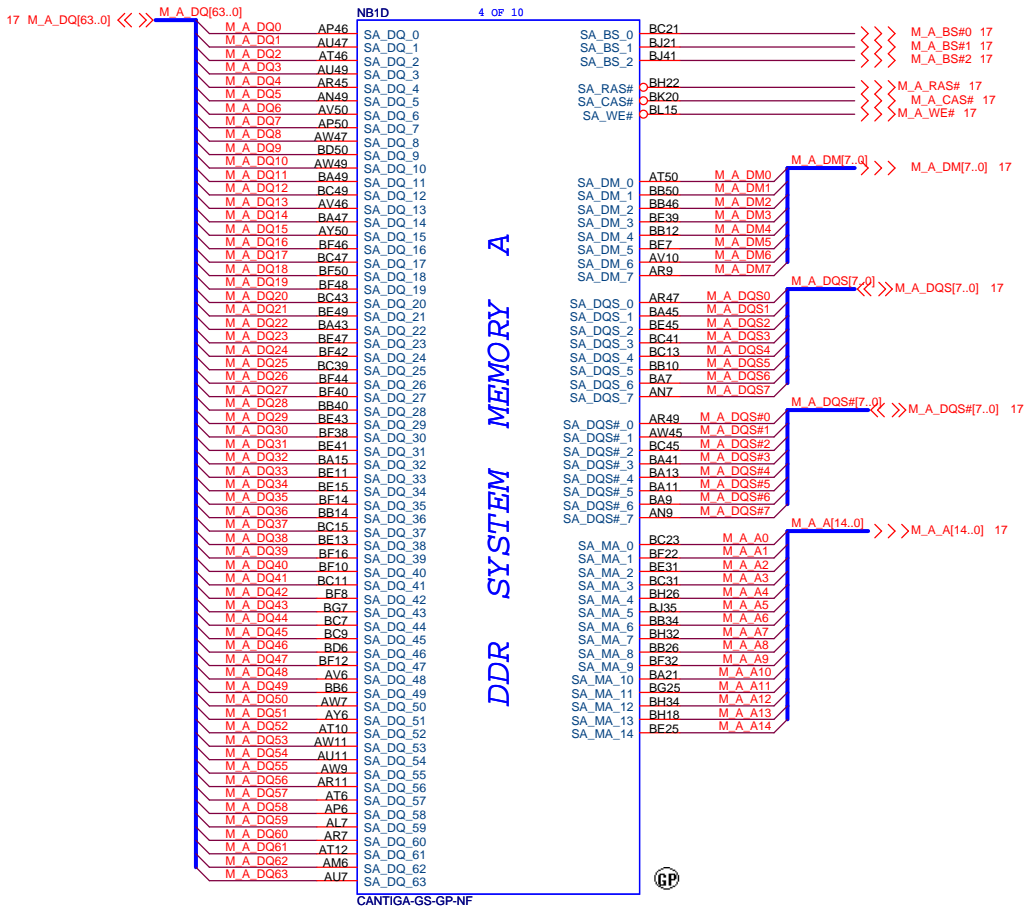 17 M_A_DQ[63..0]
M_A_DQ[63..0]
NB1D
4 OF 10
M_A_DQ0 AP46 SA_DQ_0
M_A_DQ1 AU47 SA_DQ_1
M_A_DQ2 AT46 SA_DQ_2
M_A_DQ3 AU49 SA_DQ_3
M_A_DQ4 AR45 SA_DQ_4
M_A_DQ5 AN49 SA_DQ_5
M_A_DQ6 AV50 SA_DQ_6
M_A_DQ7 AP50 SA_DQ_7
M_A_DQ8 AW47 SA_DQ_8
M_A_DQ9 BD50 SA_DQ_9
M_A_DQ10 AW49 SA_DQ_10
M_A_DQ11 BA49 SA_DQ_11
M_A_DQ12 BC49 SA_DQ_12
M_A_DQ13 AV46 SA_DQ_13
M_A_DQ14 BA47 SA_DQ_14
M_A_DQ15 AY50 SA_DQ_15
M_A_DQ16 BF46 SA_DQ_16
M_A_DQ17 BC47 SA_DQ_17
M_A_DQ18 BF50 SA_DQ_18
M_A_DQ19 BF48 SA_DQ_19
M_A_DQ20 BC43 SA_DQ_20
M_A_DQ21 BE49 SA_DQ_21
M_A_DQ22 BA43 SA_DQ_22
M_A_DQ23 BE47 SA_DQ_23
M_A_DQ24 BF42 SA_DQ_24
M_A_DQ25 BC39 SA_DQ_25
M_A_DQ26 BF44 SA_DQ_26
M_A_DQ27 BF40 SA_DQ_27
M_A_DQ28 BB40 SA_DQ_28
M_A_DQ29 BE43 SA_DQ_29
M_A_DQ30 BF38 SA_DQ_30
M_A_DQ31 BE41 SA_DQ_31
M_A_DQ32 BA15 SA_DQ_32
M_A_DQ33 BE11 SA_DQ_33
M_A_DQ34 BE15 SA_DQ_34
M_A_DQ35 BF14 SA_DQ_35
M_A_DQ36 BB14 SA_DQ_36
M_A_DQ37 BC15 SA_DQ_37
M_A_DQ38 BE13 SA_DQ_38
M_A_DQ39 BF16 SA_DQ_39
M_A_DQ40 BF10 SA_DQ_40
M_A_DQ41 BC11 SA_DQ_41
M_A_DQ42 BF8 SA_DQ_42
M_A_DQ43 BG7 SA_DQ_43
M_A_DQ44 BC7 SA_DQ_44
M_A_DQ45 BC9 SA_DQ_45
M_A_DQ46 BD6 SA_DQ_46
M_A_DQ47 BF12 SA_DQ_47
M_A_DQ48 AV6 SA_DQ_48
M_A_DQ49 BB6 SA_DQ_49
M_A_DQ50 AW7 SA_DQ_50
M_A_DQ51 AY6 SA_DQ_51
M_A_DQ52 AT10 SA_DQ_52
M_A_DQ53 AW11 SA_DQ_53
M_A_DQ54 AU11 SA_DQ_54
M_A_DQ55 AW9 SA_DQ_55
M_A_DQ56 AR11 SA_DQ_56
M_A_DQ57 AT6 SA_DQ_57
M_A_DQ58 AP6 SA_DQ_58
M_A_DQ59 AL7 SA_DQ_59
M_A_DQ60 AR7 SA_DQ_60
M_A_DQ61 AT12 SA_DQ_61
M_A_DQ62 AM6 SA_DQ_62
M_A_DQ63 AU7 SA_DQ_63
DDR SYSTEM MEMORY A
SA_BS_0 BC21 M_A_BS#0 17
SA_BS_1 BJ21 M_A_BS#1 17
SA_BS_2 BJ41 M_A_BS#2 17
SA_RAS# BH22 M_A_RAS# 17
SA_CAS# BK20 M_A_CAS# 17
SA_WE# BL15 M_A_WE# 17
M_A_DM[7..0] M_A_DM[7..0] 17
SA_DM_0 AT50 M_A_DM0
SA_DM_1 BB50 M_A_DM1
SA_DM_2 BB46 M_A_DM2
SA_DM_3 BE39 M_A_DM3
SA_DM_4 BB12 M_A_DM4
SA_DM_5 BE7 M_A_DM5
SA_DM_6 AV10 M_A_DM6
SA_DM_7 AR9 M_A_DM7
M_A_DQS[7..0] M_A_DQS[7..0] 17
SA_DQS_0 AR47 M_A_DQS0
SA_DQS_1 BA45 M_A_DQS1
SA_DQS_2 BE45 M_A_DQS2
SA_DQS_3 BC41 M_A_DQS3
SA_DQS_4 BC13 M_A_DQS4
SA_DQS_5 BB10 M_A_DQS5
SA_DQS_6 BA7 M_A_DQS6
SA_DQS_7 AN7 M_A_DQS7
M_A_DQS#[7..0] M_A_DQS#[7..0] 17
SA_DQS#_0 AR49 M_A_DQS#0
SA_DQS#_1 AW45 M_A_DQS#1
SA_DQS#_2 BC45 M_A_DQS#2
SA_DQS#_3 BA41 M_A_DQS#3
SA_DQS#_4 BA13 M_A_DQS#4
SA_DQS#_5 BA11 M_A_DQS#5
SA_DQS#_6 BA9 M_A_DQS#6
SA_DQS#_7 AN9 M_A_DQS#7
M_A_A[14..0] M_A_A[14..0] 17
SA_MA_0 BC23 M_A_A0
SA_MA_1 BF22 M_A_A1
SA_MA_2 BE31 M_A_A2
SA_MA_3 BC31 M_A_A3
SA_MA_4 BH26 M_A_A4
SA_MA_5 BJ35 M_A_A5
SA_MA_6 BB34 M_A_A6
SA_MA_7 BH32 M_A_A7
SA_MA_8 BB26 M_A_A8
SA_MA_9 BF32 M_A_A9
SA_MA_10 BA21 M_A_A10
SA_MA_11 BG25 M_A_A11
SA_MA_12 BH34 M_A_A12
SA_MA_13 BH18 M_A_A13
SA_MA_14 BE25 M_A_A14
GP
CANTIGA-GS-GP-NF